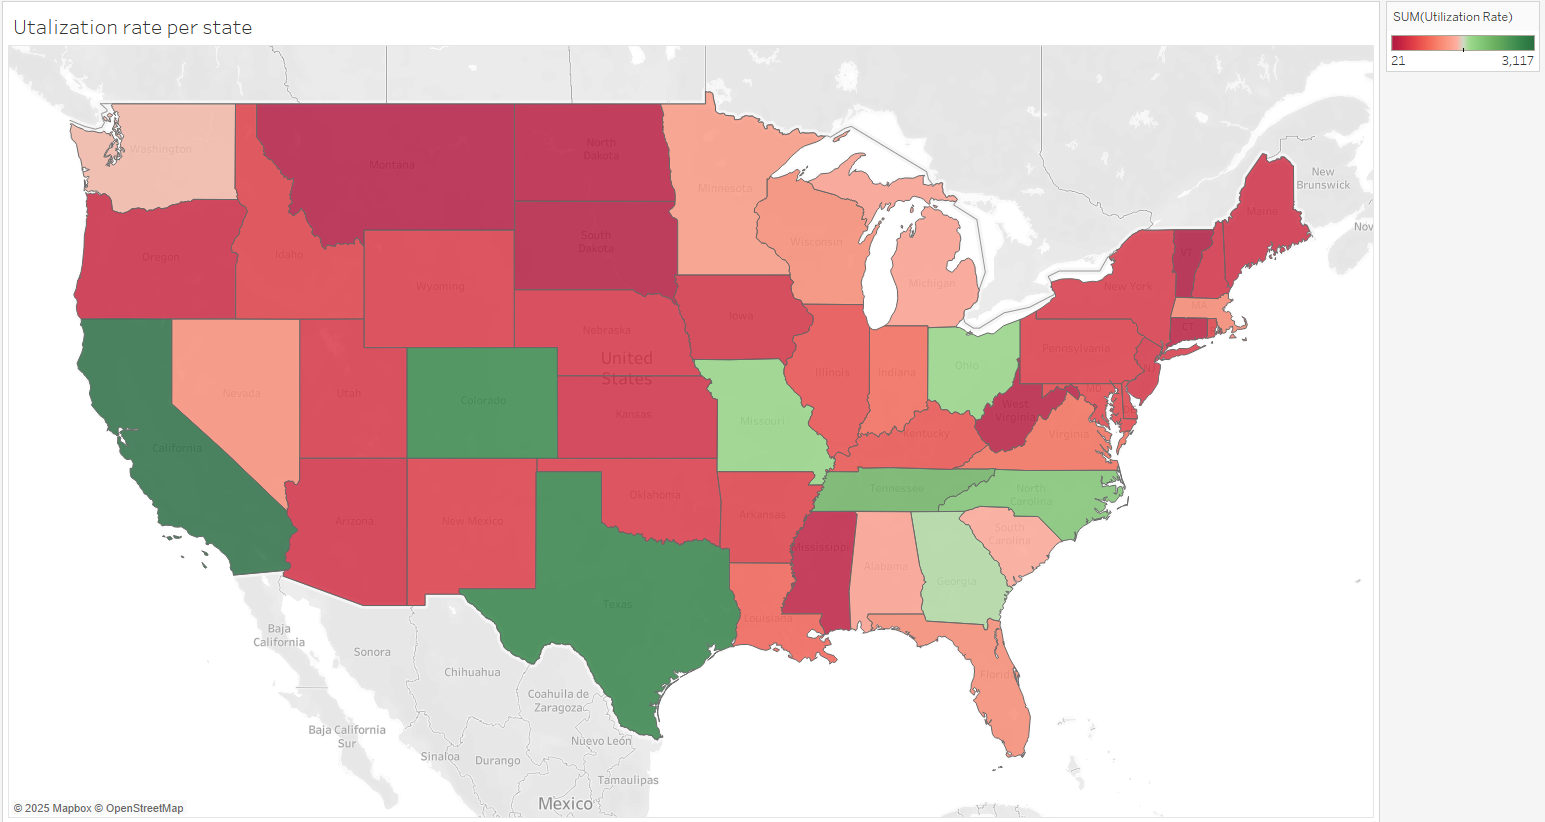 Utalization rate per state
SUM(Utilization Rate)
21
3,117
Washington
Montana
North
Dakota
Minnesota
New
Brunswick
Maine
Nov
Oregon
Idaho
South
Dakota
Wisconsin
VT
Wyoming
Michigan
New York
MA
Iowa
CT
Nebraska
Pennsylvania
United
States
Ohio
Illinois
Indiana
Nevada
Utah
Colorado
NJ
MD
DE
Kansas
Missouri
West
Virginia
Kentucky
Virginia
California
Oklahoma
Tennessee
North
Carolina
Arizona
New Mexico
Arkansas
South
Carolina
Mississippi
Alabama
Georgia
Texas
Louisiana
Florida
Baja
California
Sonora
Chihuahua
Coahuila de
Zaragoza
Baja California
Sur
Nuevo León
Sinaloa
Durango
Tamaulipas
Mexico
© 2025 Mapbox © OpenStreetMap